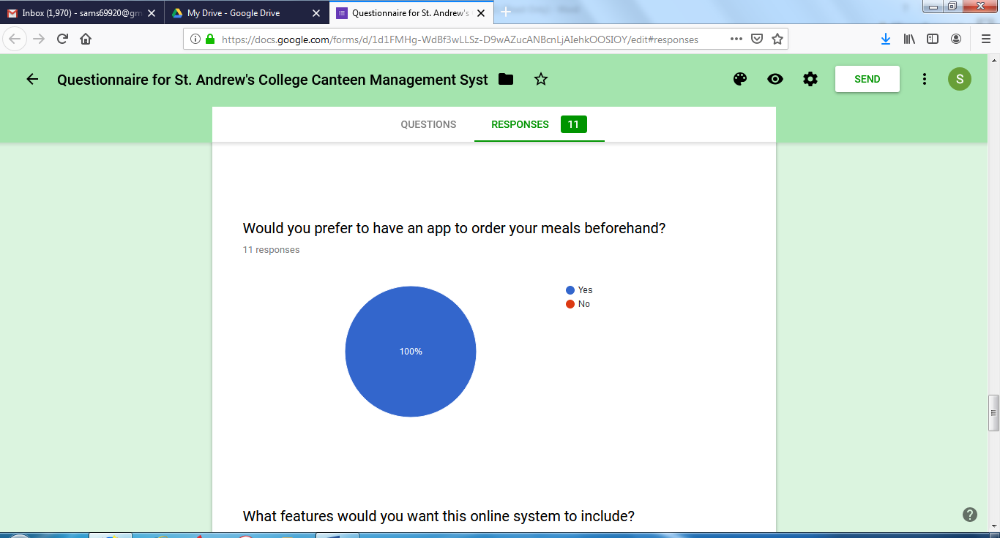 Inbox (1,970) - sams69920@gm
My Drive - Google Drive
Questionnaire for St. Andrew's
https://docs.google.com/forms/d/1d1FMHg-WdBf3wLLSz-D9wAZucANBcnLjAIehkOOSIOY/edit#responses
Questionnaire for St. Andrew's College Canteen Management Syst
SEND
S
QUESTIONS
RESPONSES 11
Would you prefer to have an app to order your meals beforehand?
11 responses
Yes
No
100%
What features would you want this online system to include?